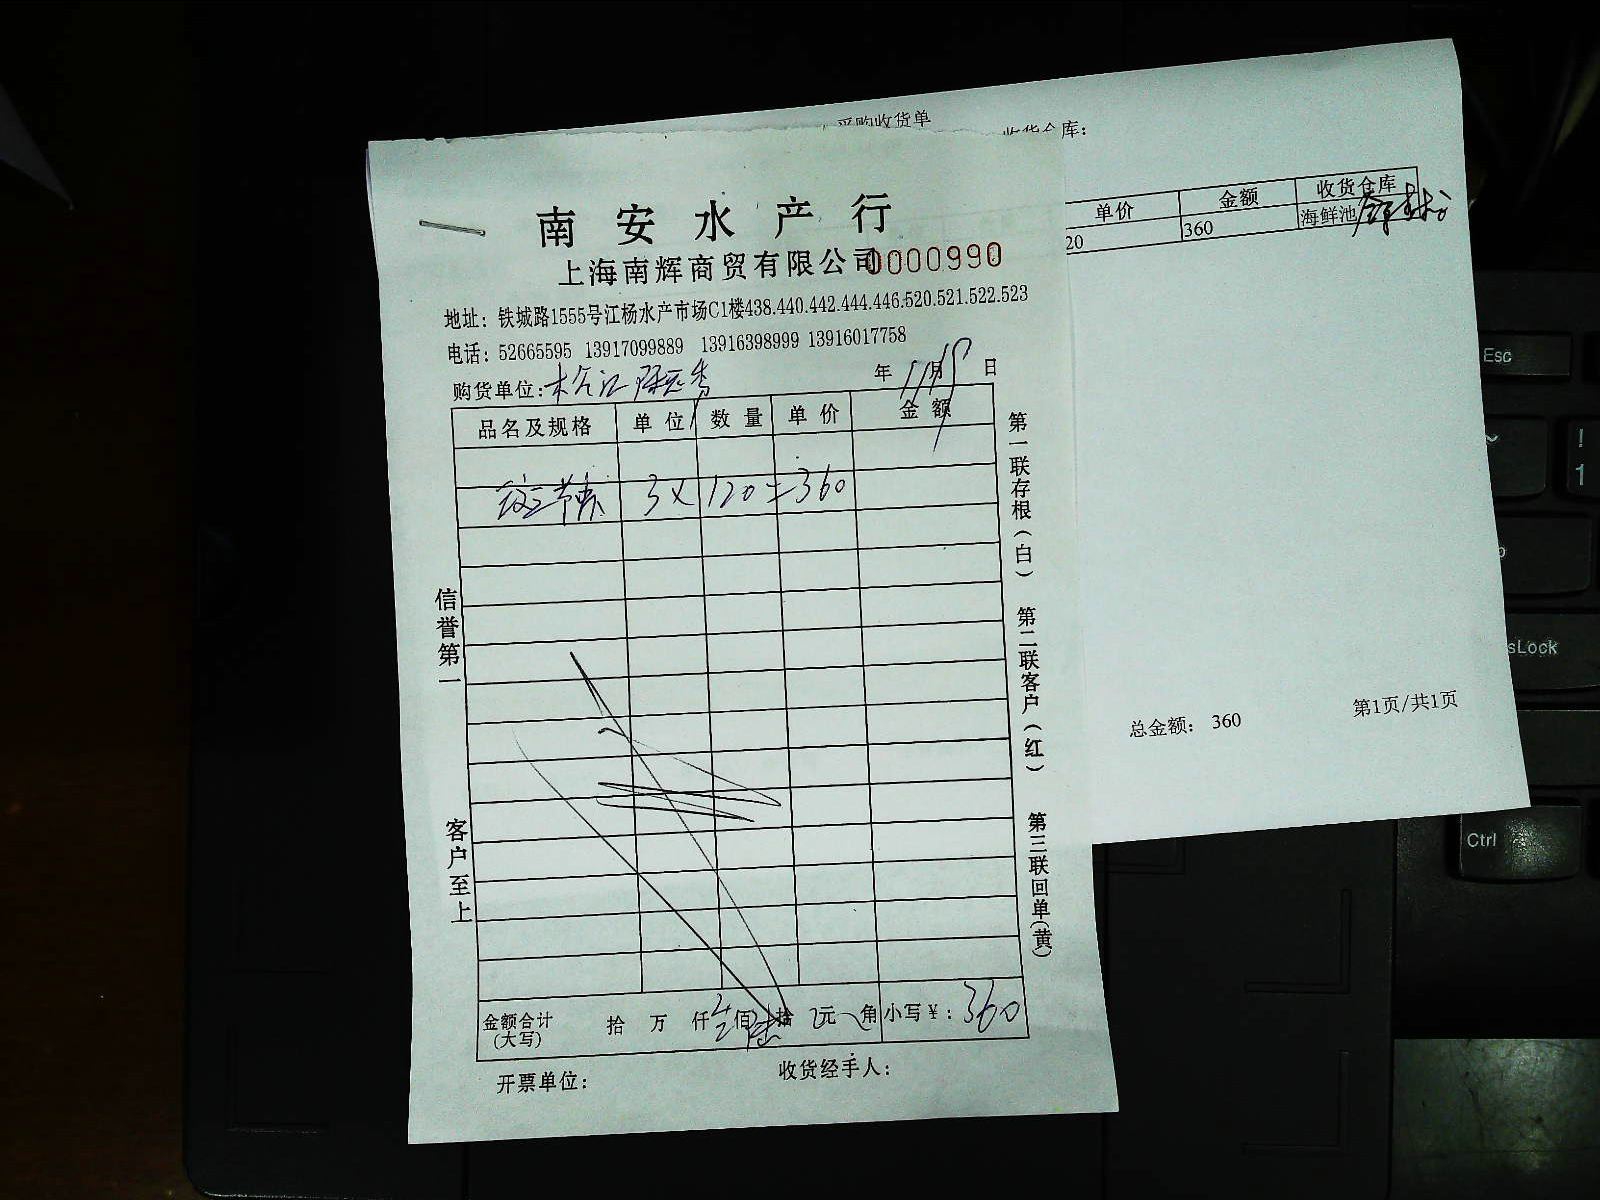 采购收货单
收货仓库：
单价 金额 收货仓库
20 360 海鲜池
总金额： 360
第1页/共1页
南安水产行
上海南辉商贸有限公司 0000990
地址：铁城路1555号江杨水产市场C1楼438.440.442.444.446.520.521.522.523
电话：52665595 13917099889 13916398999 13916017758
购货单位： 年 11月 日
品名及规格 单位 数量 单价 金额
3 x 120 = 360
金额合计
(大写)
拾 万 仟 佰 拾 元 角 小写￥：360
开票单位：
收货经手人：
信誉第一
客户至上
第一联存根（白）
第二联客户（红）
第三联回单（黄）
Esc
~
!
1
sLock
Ctrl